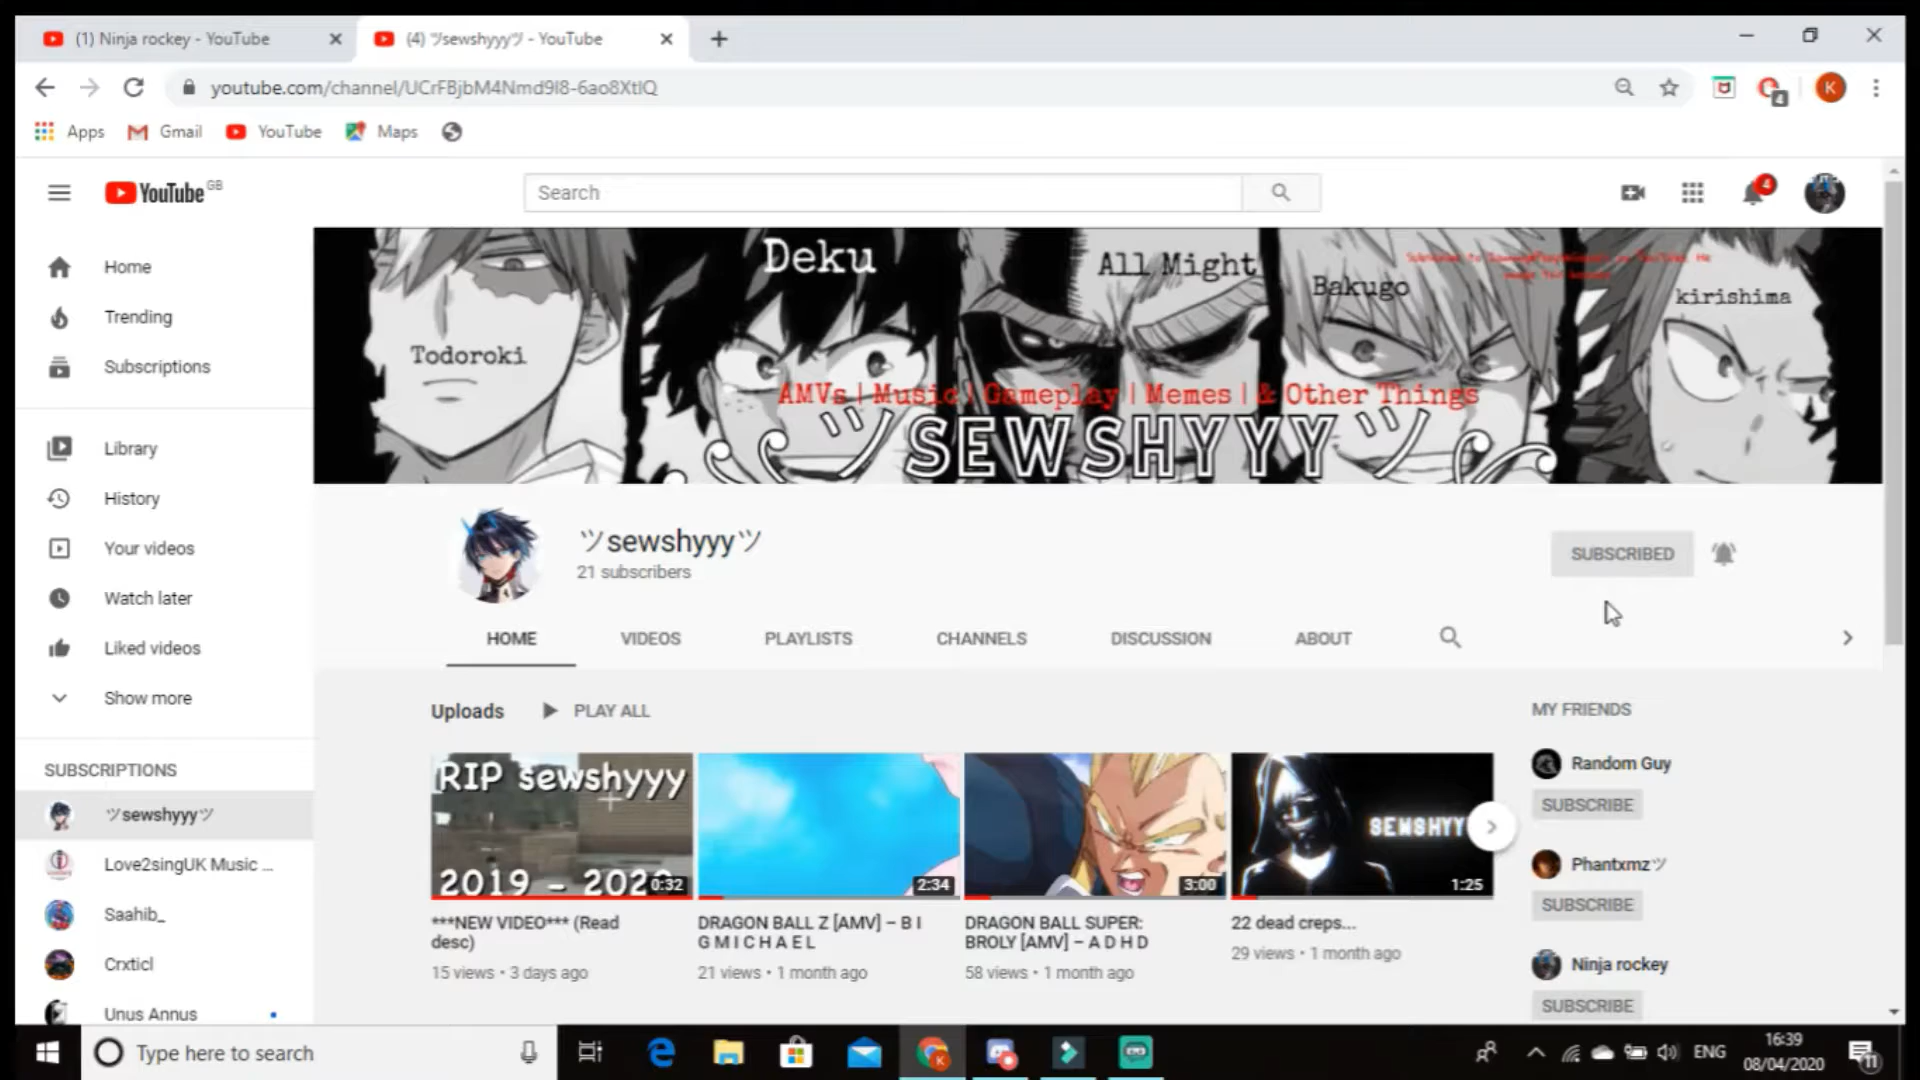 (1) Ninja rockey - YouTube
(4) ツsewshyyyツ - YouTube
youtube.com/channel/UCrFBjbM4Nmd9I8-6ao8XtIQ
4
K
Apps
Gmail
YouTube
Maps
YouTube GB
Search
4
Home
Trending
Subscriptions
Library
History
Your videos
Watch later
Liked videos
Show more
SUBSCRIPTIONS
ツsewshyyyツ
Love2singUK Music ...
Saahib_
Crxticl
Unus Annus
Todoroki
Deku
All Might
Bakugo
kirishima
AMVs | Music | Gameplay | Memes | & Other Things
ツSEWSHYYYツ
ツsewshyyyツ
21 subscribers
SUBSCRIBED
HOME
VIDEOS
PLAYLISTS
CHANNELS
DISCUSSION
ABOUT
Uploads
PLAY ALL
RIP sewshyyy
2019 - 2020
0:32
***NEW VIDEO*** (Read
desc)
15 views • 3 days ago
2:34
DRAGON BALL Z [AMV] – B I
G M I C H A E L
21 views • 1 month ago
3:00
DRAGON BALL SUPER:
BROLY [AMV] – A D H D
58 views • 1 month ago
SEWSHYY
1:25
22 dead creps...
29 views • 1 month ago
MY FRIENDS
Random Guy
SUBSCRIBE
Phantxmzツ
SUBSCRIBE
Ninja rockey
SUBSCRIBE
Type here to search
K
ENG
16:39
08/04/2020
11